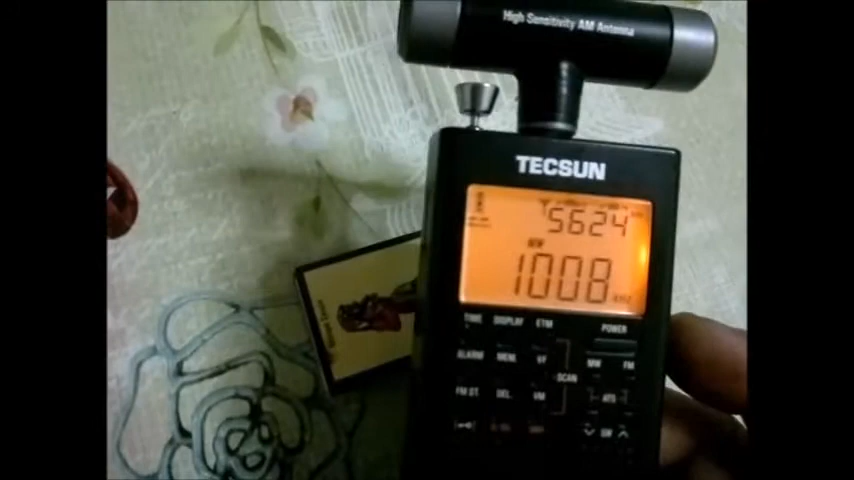 High Sensitivity AM Antenna
TECSUN
5624
MW
1008
kHz
TIME DISPLAY ETM POWER
ALARM MENU VF MW FM
SCAN
FM ST. DEL. VM ATS
SW